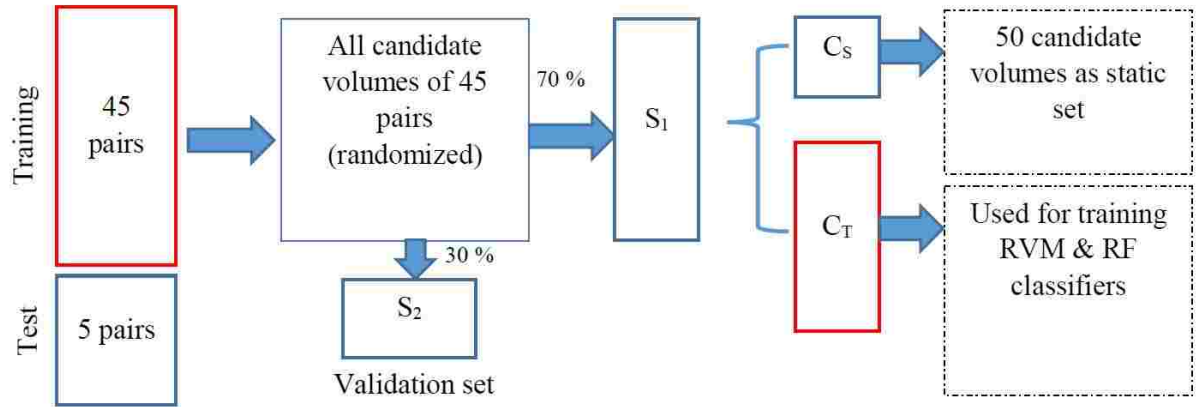 Training
45
pairs
Test
5 pairs
All candidate
volumes of 45
pairs
(randomized)
70 %
30 %
S₂
Validation set
S₁
Cₛ
50 candidate
volumes as static
set
C_T
Used for training
RVM & RF
classifiers